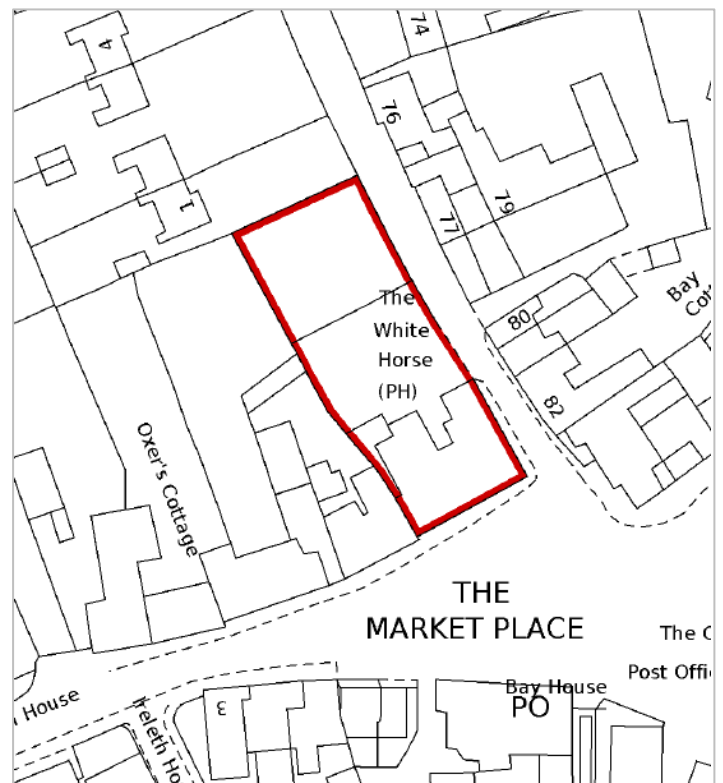 74
4
76
1
79
77
The
White
Horse
(PH)
Bay
80
82
Oxer's Cottage
THE
MARKET PLACE
The
Post Offi
Bay House
PO
House
3
Ireleth Ho